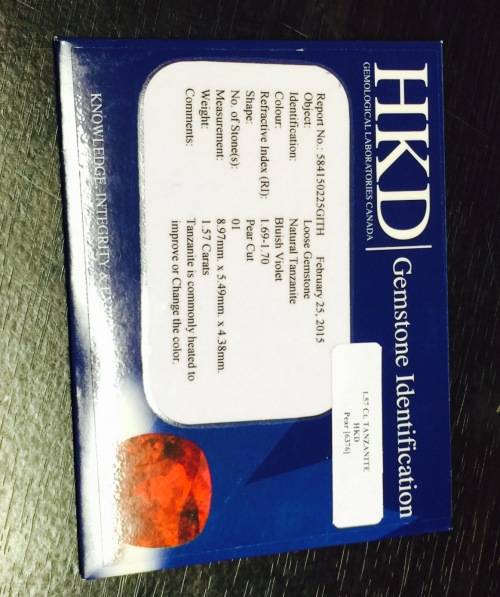 HKD
GEMOLOGICAL LABORATORIES CANADA
Gemstone Identification
1.57 Ct. TANZANITE
HKD
Pear [6376]
Report No.: 584150225GITH February 25, 2015
Object: Loose Gemstone
Identification: Natural Tanzanite
Colour: Bluish Violet
Refractive Index (RI): 1.69-1.70
Shape: Pear Cut
No. of Stone(s): 01
Measurement: 8.97mm. x 5.49mm. x 4.38mm.
Weight: 1.57 Carats
Comments: Tanzanite is commonly heated to
improve or Change the color.
KNOWLEDGE, INTEGRITY &